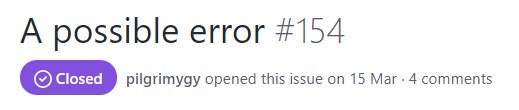 A possible error #154
Closed pilgrimygy opened this issue on 15 Mar · 4 comments